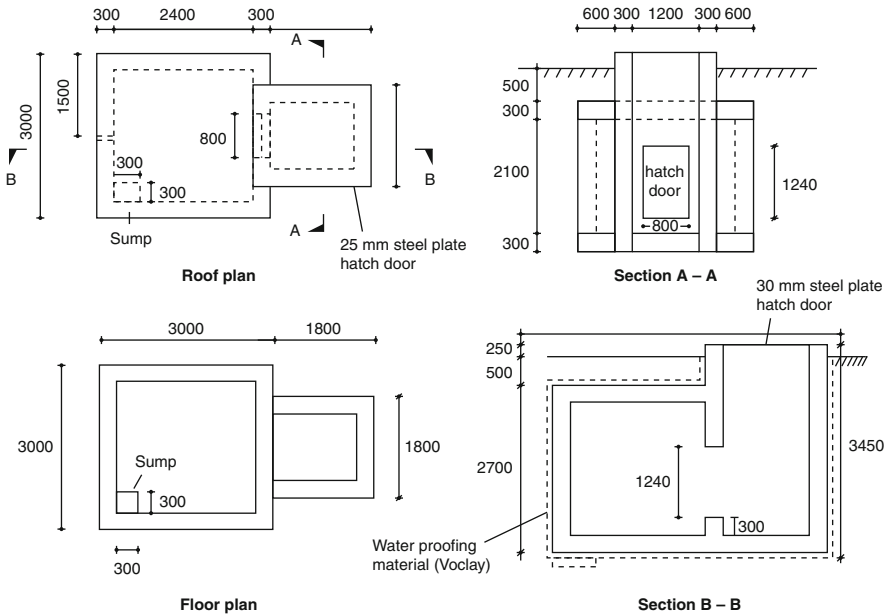 300 2400 300
A
3000
1500
800
B
B
300
300
Sump
A
25 mm steel plate
hatch door
Roof plan
600 300 1200 300 600
500
300
2100
hatch
door
1240
800
300
Section A – A
3000 1800
3000
Sump
300
1800
300
Floor plan
30 mm steel plate
hatch door
250
500
2700
1240
3450
300
Water proofing
material (Voclay)
Section B – B